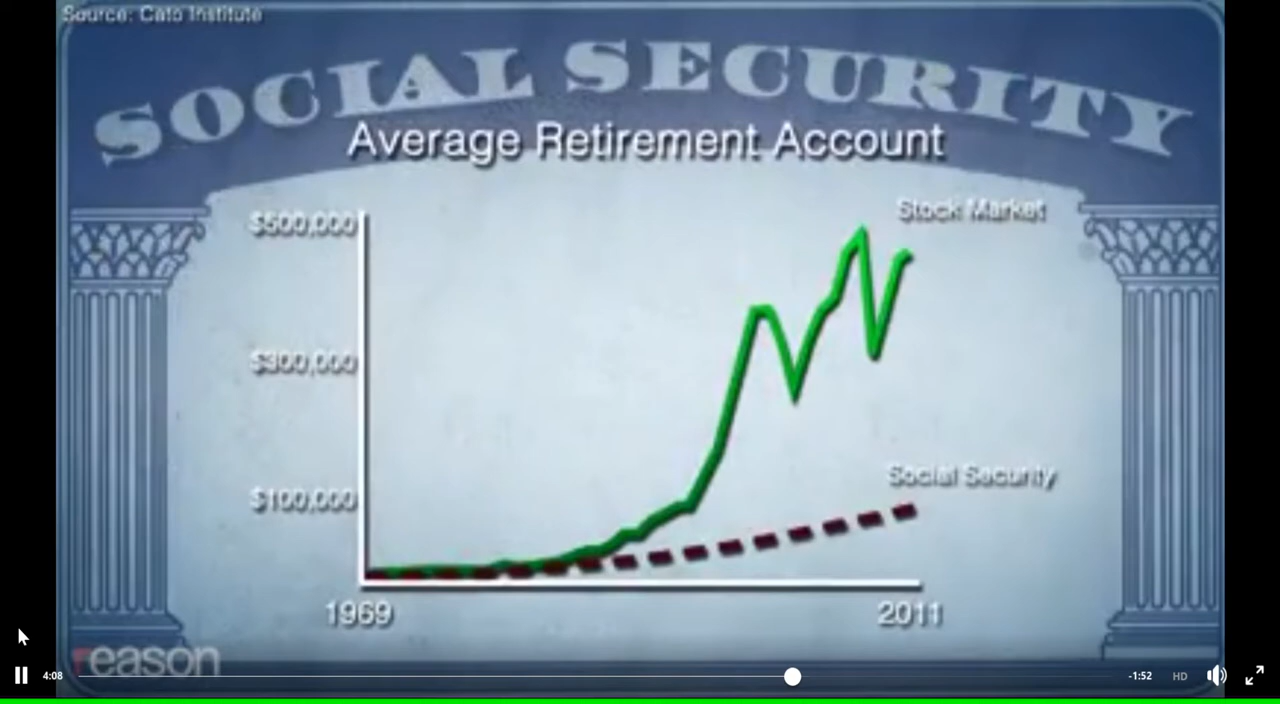 Source: Cato Institute
SOCIAL SECURITY
Average Retirement Account
Stock Market
$500,000
$300,000
Social Security
$100,000
1969 2011
reason
4:08 -1:52 HD